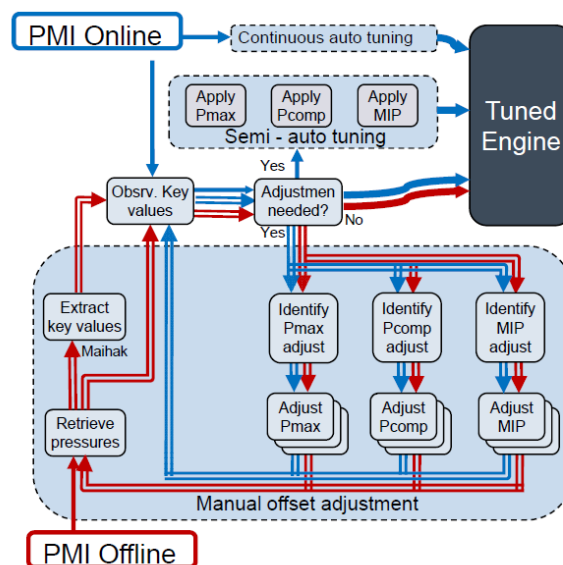 PMI Online
Continuous auto tuning
Tuned
Engine
Apply
Pmax
Apply
Pcomp
Apply
MIP
Semi - auto tuning
Yes
Obsrv. Key
values
Adjustmen
needed?
No
Yes
Extract
key values
Maihak
Identify
Pmax
adjust
Identify
Pcomp
adjust
Identify
MIP
adjust
Retrieve
pressures
Adjust
Pmax
Adjust
Pcomp
Adjust
MIP
Manual offset adjustment
PMI Offline